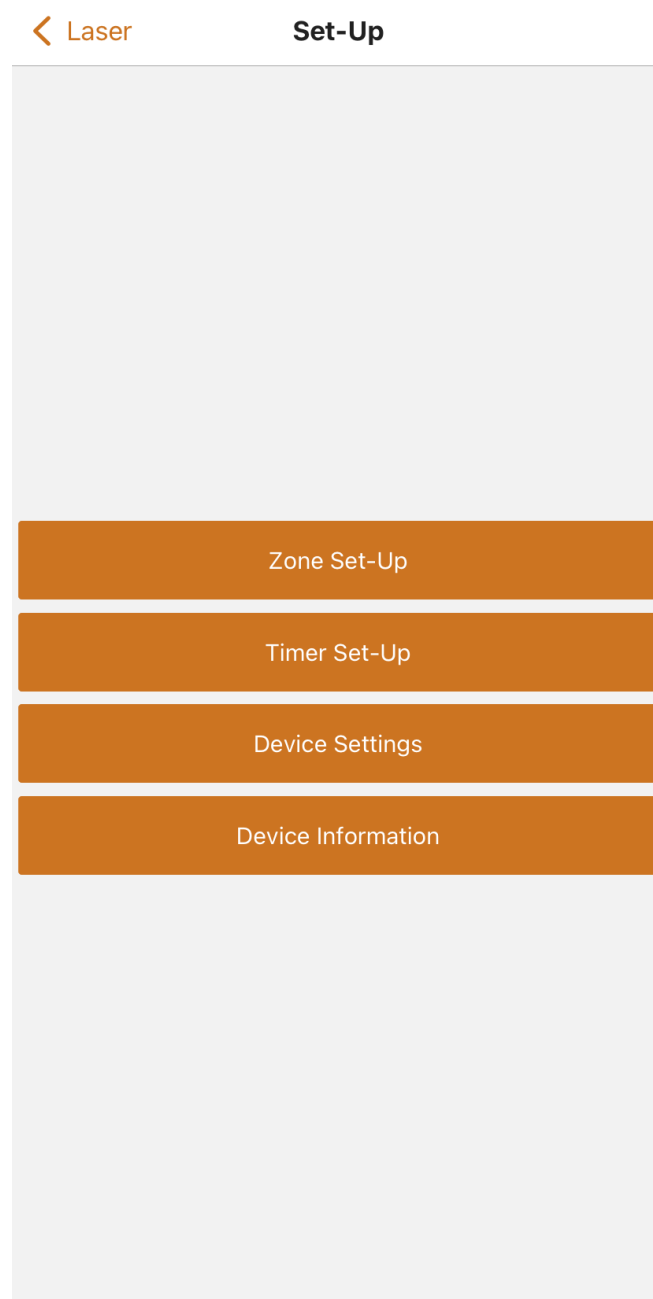 Laser
Set-Up
Zone Set-Up
Timer Set-Up
Device Settings
Device Information